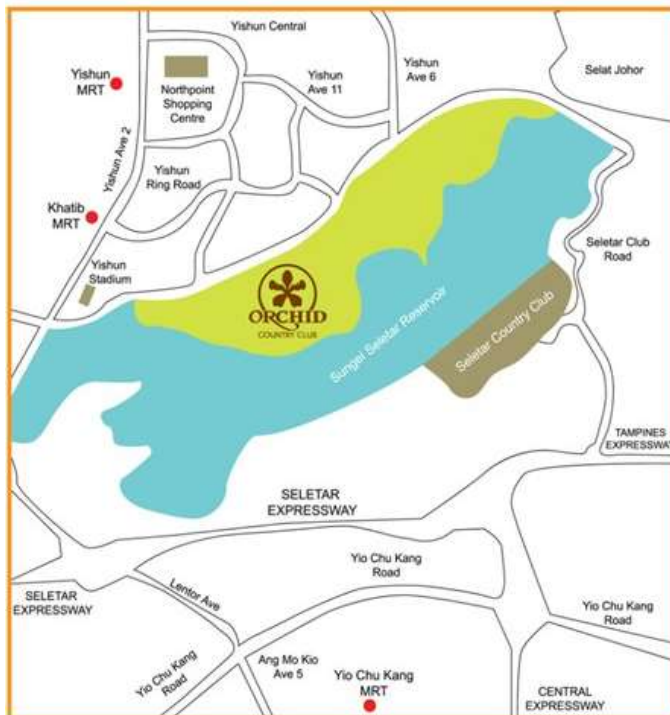 Yishun Central
Yishun
MRT
Northpoint
Shopping
Centre
Yishun
Ave 11
Yishun
Ave 6
Selat Johor
Yishun Ave 2
Yishun
Ring Road
Khatib
MRT
Yishun
Stadium
Seletar Club
Road
ORCHID
COUNTRY CLUB
Sungei Seletar Reservoir
Seletar Country Club
TAMPINES
EXPRESSWAY
SELETAR
EXPRESSWAY
Yio Chu Kang
Road
SELETAR
EXPRESSWAY
Lentor Ave
Yio Chu Kang
Road
Yio Chu Kang
Road
Ang Mo Kio
Ave 5
Yio Chu Kang
MRT
CENTRAL
EXPRESSWAY